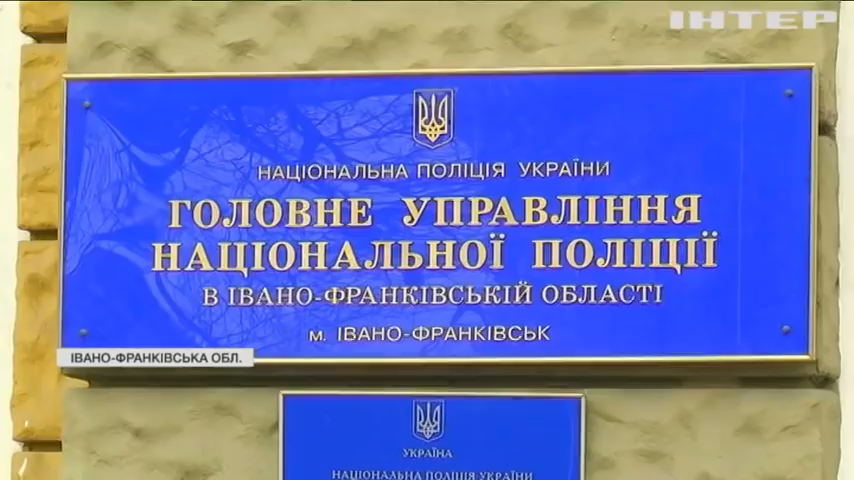 ІНТЕР
НАЦІОНАЛЬНА ПОЛІЦІЯ УКРАЇНИ
ГОЛОВНЕ УПРАВЛІННЯ
НАЦІОНАЛЬНОЇ ПОЛІЦІЇ
В ІВАНО-ФРАНКІВСЬКІЙ ОБЛАСТІ
м. ІВАНО-ФРАНКІВСЬК
ІВАНО-ФРАНКІВСЬКА ОБЛ.
УКРАЇНА
НАЦІОНАЛЬНА ПОЛІЦІЯ УКРАЇНИ